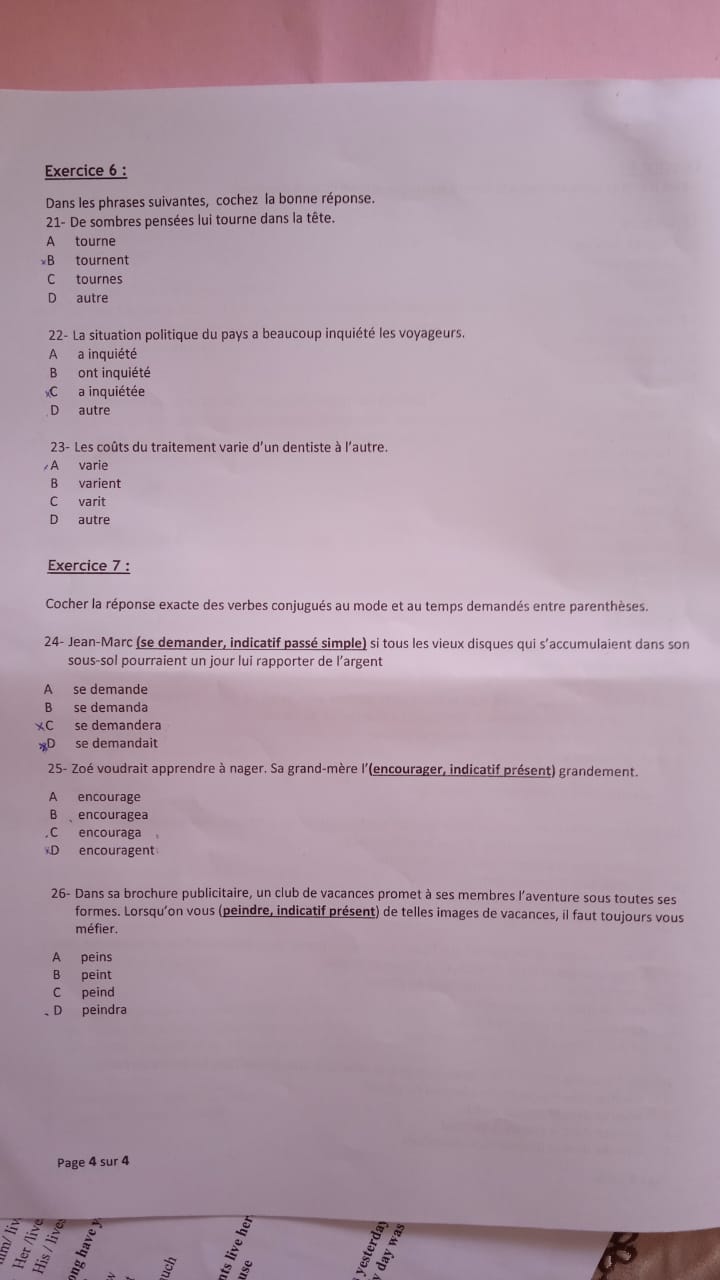 Exercice 6 :
Dans les phrases suivantes, cochez la bonne réponse.
21- De sombres pensées lui tourne dans la tête.
A tourne
×B tournent
C tournes
D autre
22- La situation politique du pays a beaucoup inquiété les voyageurs.
A a inquiété
B ont inquiété
×C a inquiétée
D autre
23- Les coûts du traitement varie d'un dentiste à l'autre.
A varie
B varient
C varit
D autre
Exercice 7 :
Cocher la réponse exacte des verbes conjugués au mode et au temps demandés entre parenthèses.
24- Jean-Marc (se demander, indicatif passé simple) si tous les vieux disques qui s'accumulaient dans son
sous-sol pourraient un jour lui rapporter de l'argent
A se demande
B se demanda
×C se demandera
×D se demandait
25- Zoé voudrait apprendre à nager. Sa grand-mère l'(encourager, indicatif présent) grandement.
A encourage
B encouragea
C encouraga
×D encouragent
26- Dans sa brochure publicitaire, un club de vacances promet à ses membres l'aventure sous toutes ses
formes. Lorsqu'on vous (peindre, indicatif présent) de telles images de vacances, il faut toujours vous
méfier.
A peins
B peint
C peind
D peindra
Page 4 sur 4
Her /live
His / lives
ong have y
uch
nts live her
use
yesterday
day was